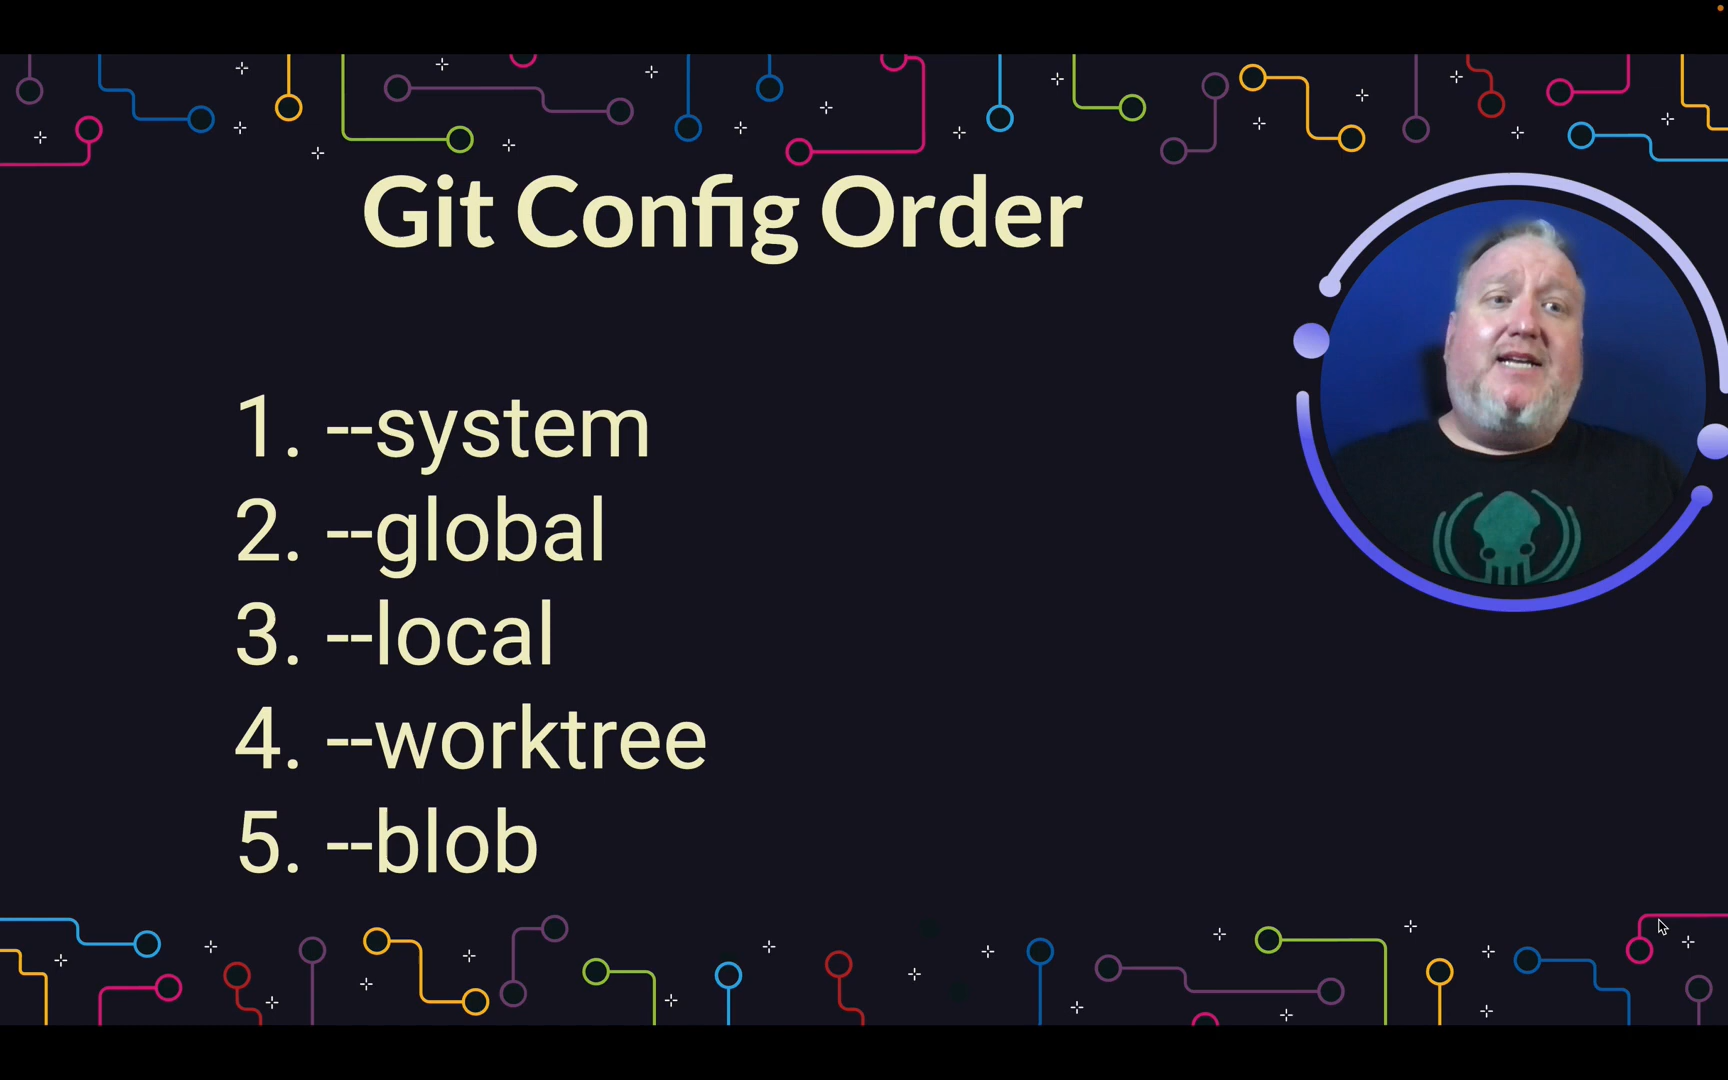 Git Config Order
1. --system
2. --global
3. --local
4. --worktree
5. --blob